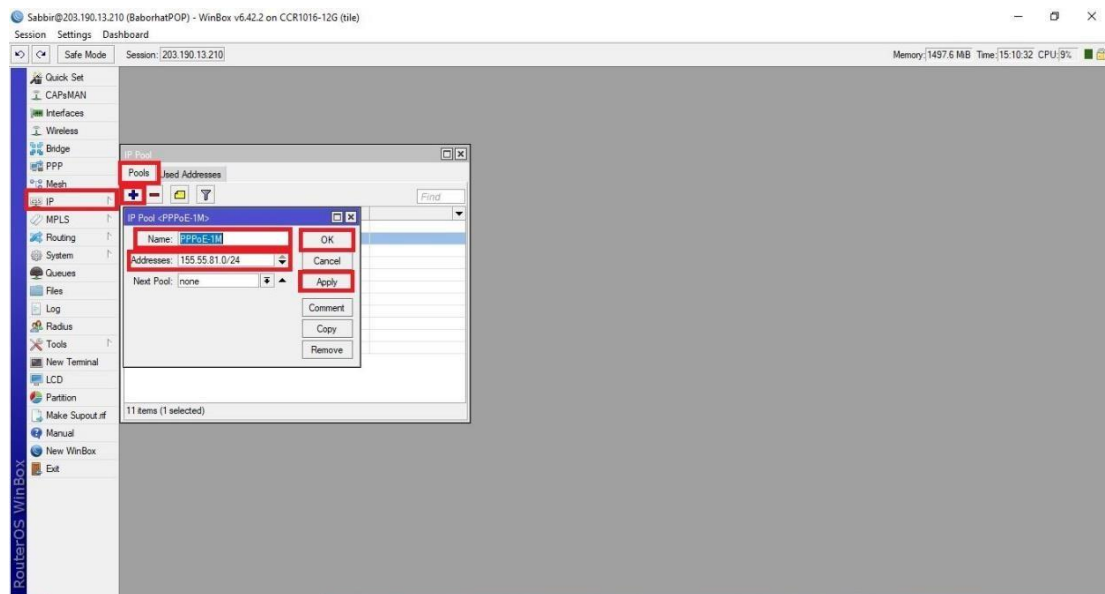 Sabbir@203.190.13.210 (BaborhatPOP) - WinBox v6.42.2 on CCR1016-12G (tile)
Session Settings Dashboard
Safe Mode Session: 203.190.13.210 Memory: 1497.6 MiB Time: 15:10:32 CPU: 9%
Quick Set
CAPsMAN
Interfaces
Wireless
Bridge
PPP
Mesh
IP
MPLS
Routing
System
Queues
Files
Log
Radius
Tools
New Terminal
LCD
Partition
Make Supout.rif
Manual
New WinBox
Exit
RouterOS WinBox
IP Pool
Pools Used Addresses
Find
IP Pool <PPPoE-1M>
Name: PPPoE-1M OK
Addresses: 155.55.81.0/24 Cancel
Next Pool: none Apply
Comment
Copy
Remove
11 items (1 selected)